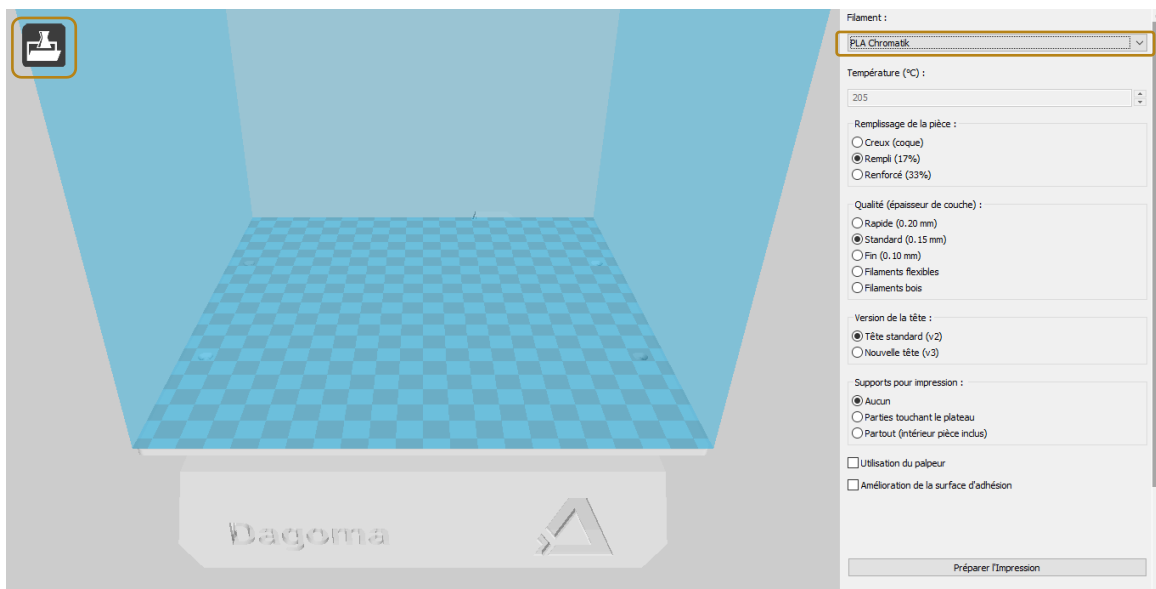 Filament :
PLA Chromatik
Température (°C) :
205
Remplissage de la pièce :
Creux (coque)
Rempli (17%)
Renforcé (33%)
Qualité (épaisseur de couche) :
Rapide (0.20 mm)
Standard (0.15 mm)
Fin (0.10 mm)
Filaments flexibles
Filaments bois
Version de la tête :
Tête standard (v2)
Nouvelle tête (v3)
Supports pour impression :
Aucun
Parties touchant le plateau
Partout (intérieur pièce inclus)
Utilisation du palpeur
Amélioration de la surface d'adhésion
Préparer l'Impression
Dagoma